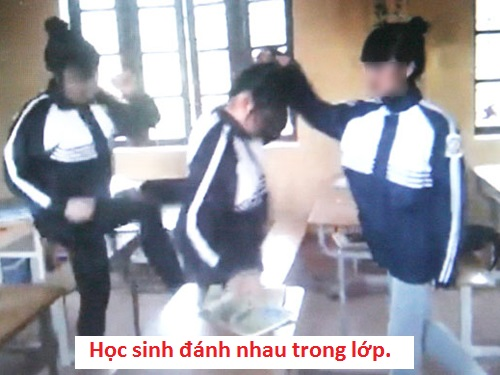 Học sinh đánh nhau trong lớp.